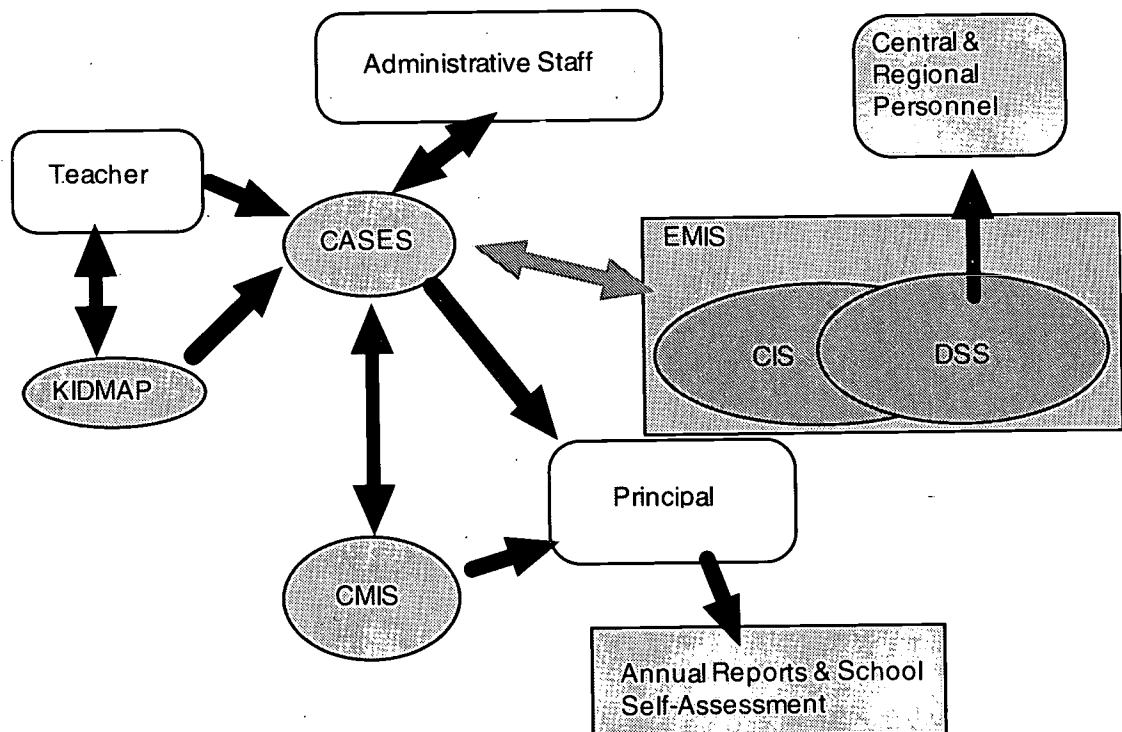 Administrative Staff
Central &
Regional
Personnel
Teacher
CASES
EMIS
CIS
DSS
KIDMAP
Principal
CMIS
Annual Reports & School
Self-Assessment